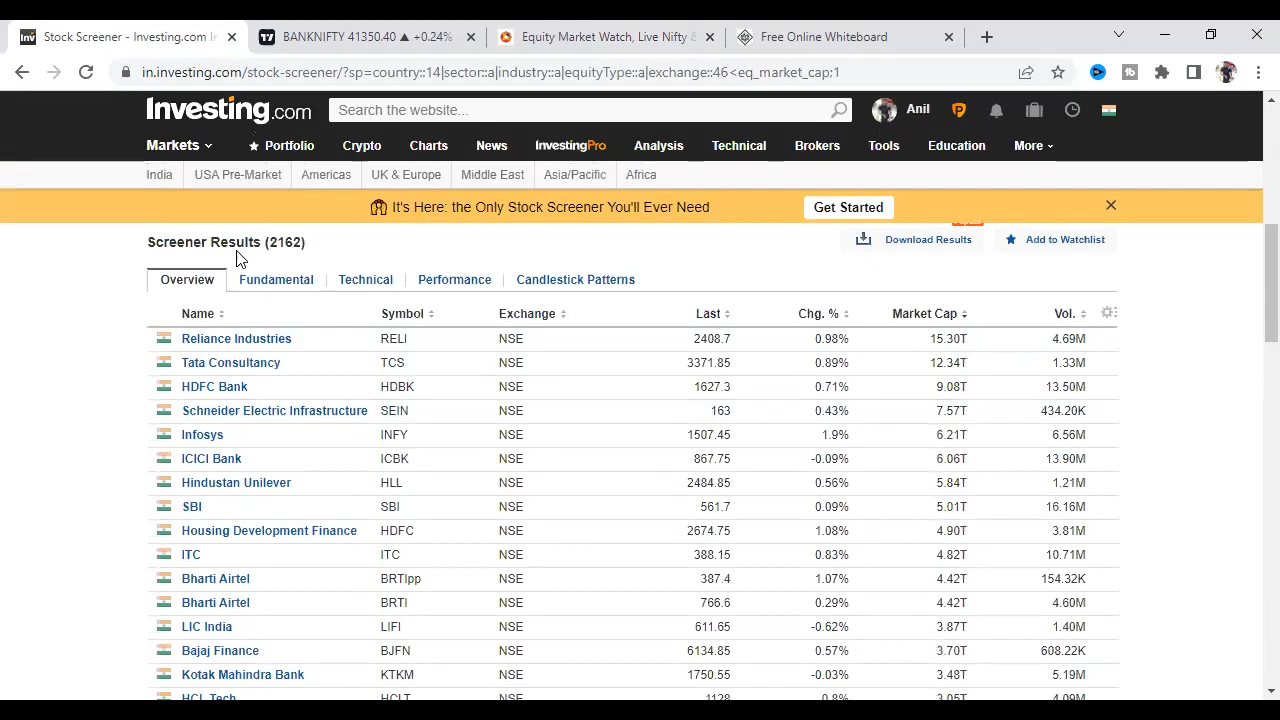 Stock Screener - Investing.com In
BANKNIFTY 41350.40 ▲ +0.24%
Equity Market Watch, Live Nifty &
Free Online Whiteboard
in.investing.com/stock-screener/?sp=country::14|sector::a|industry::a|equityType::a|exchange::46<eq_market_cap;1
Investing.com
Search the website...
Anil
Markets
Portfolio
Crypto
Charts
News
InvestingPro
Analysis
Technical
Brokers
Tools
Education
More
India
USA Pre-Market
Americas
UK & Europe
Middle East
Asia/Pacific
Africa
It's Here: the Only Stock Screener You'll Ever Need
Get Started
Screener Results (2162)
Download Results
Add to Watchlist
Overview
Fundamental
Technical
Performance
Candlestick Patterns
Name Symbol Exchange Last Chg. % Market Cap Vol.
Reliance Industries RELI NSE 2408.7 0.98% 15.30T 4.69M
Tata Consultancy TCS NSE 3371.85 0.89% 12.34T 1.33M
HDFC Bank HDBK NSE 1627.3 0.71% 9.08T 13.50M
Schneider Electric Infrastructure SEIN NSE 163 0.43% 7.57T 434.20K
Infosys INFY NSE 1507.45 1.9% 6.21T 6.56M
ICICI Bank ICBK NSE 867.75 -0.09% 6.06T 13.90M
Hindustan Unilever HLL NSE 2484.85 0.56% 5.84T 1.21M
SBI SBI NSE 561.7 0.09% 5.01T 16.16M
Housing Development Finance HDFC NSE 2674.75 1.08% 4.90T 3.81M
ITC ITC NSE 388.15 0.83% 4.82T 10.71M
Bharti Airtel BRTIpp NSE 387.4 1.07% 4.42T 154.32K
Bharti Airtel BRTI NSE 766.6 0.29% 4.42T 4.60M
LIC India LIFI NSE 611.65 -0.62% 3.87T 1.40M
Bajaj Finance BJFN NSE 6134.85 0.57% 3.70T 608.22K
Kotak Mahindra Bank KTKM NSE 1750.55 -0.03% 3.48T 5.19M
HCL Tech HCLT NSE 1128 0.8% 3.05T 4.09M